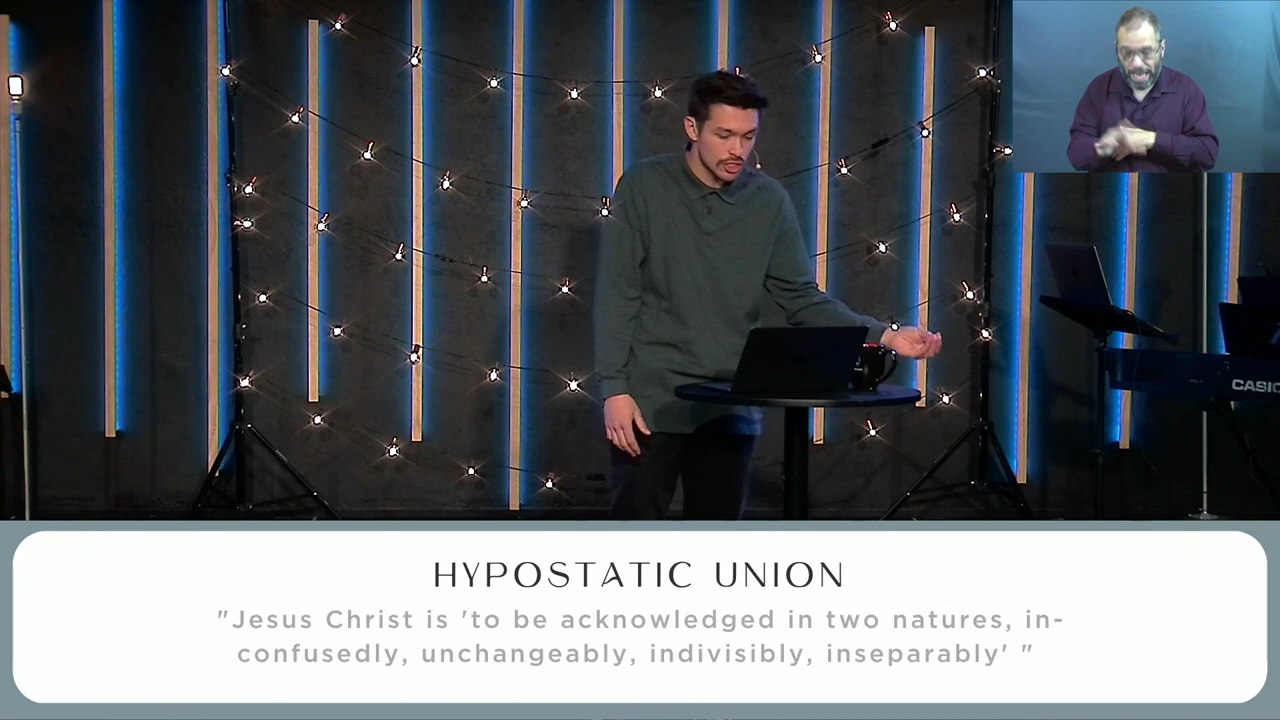 CASIO
HYPOSTATIC UNION
"Jesus Christ is 'to be acknowledged in two natures, in-
confusedly, unchangeably, indivisibly, inseparably' "